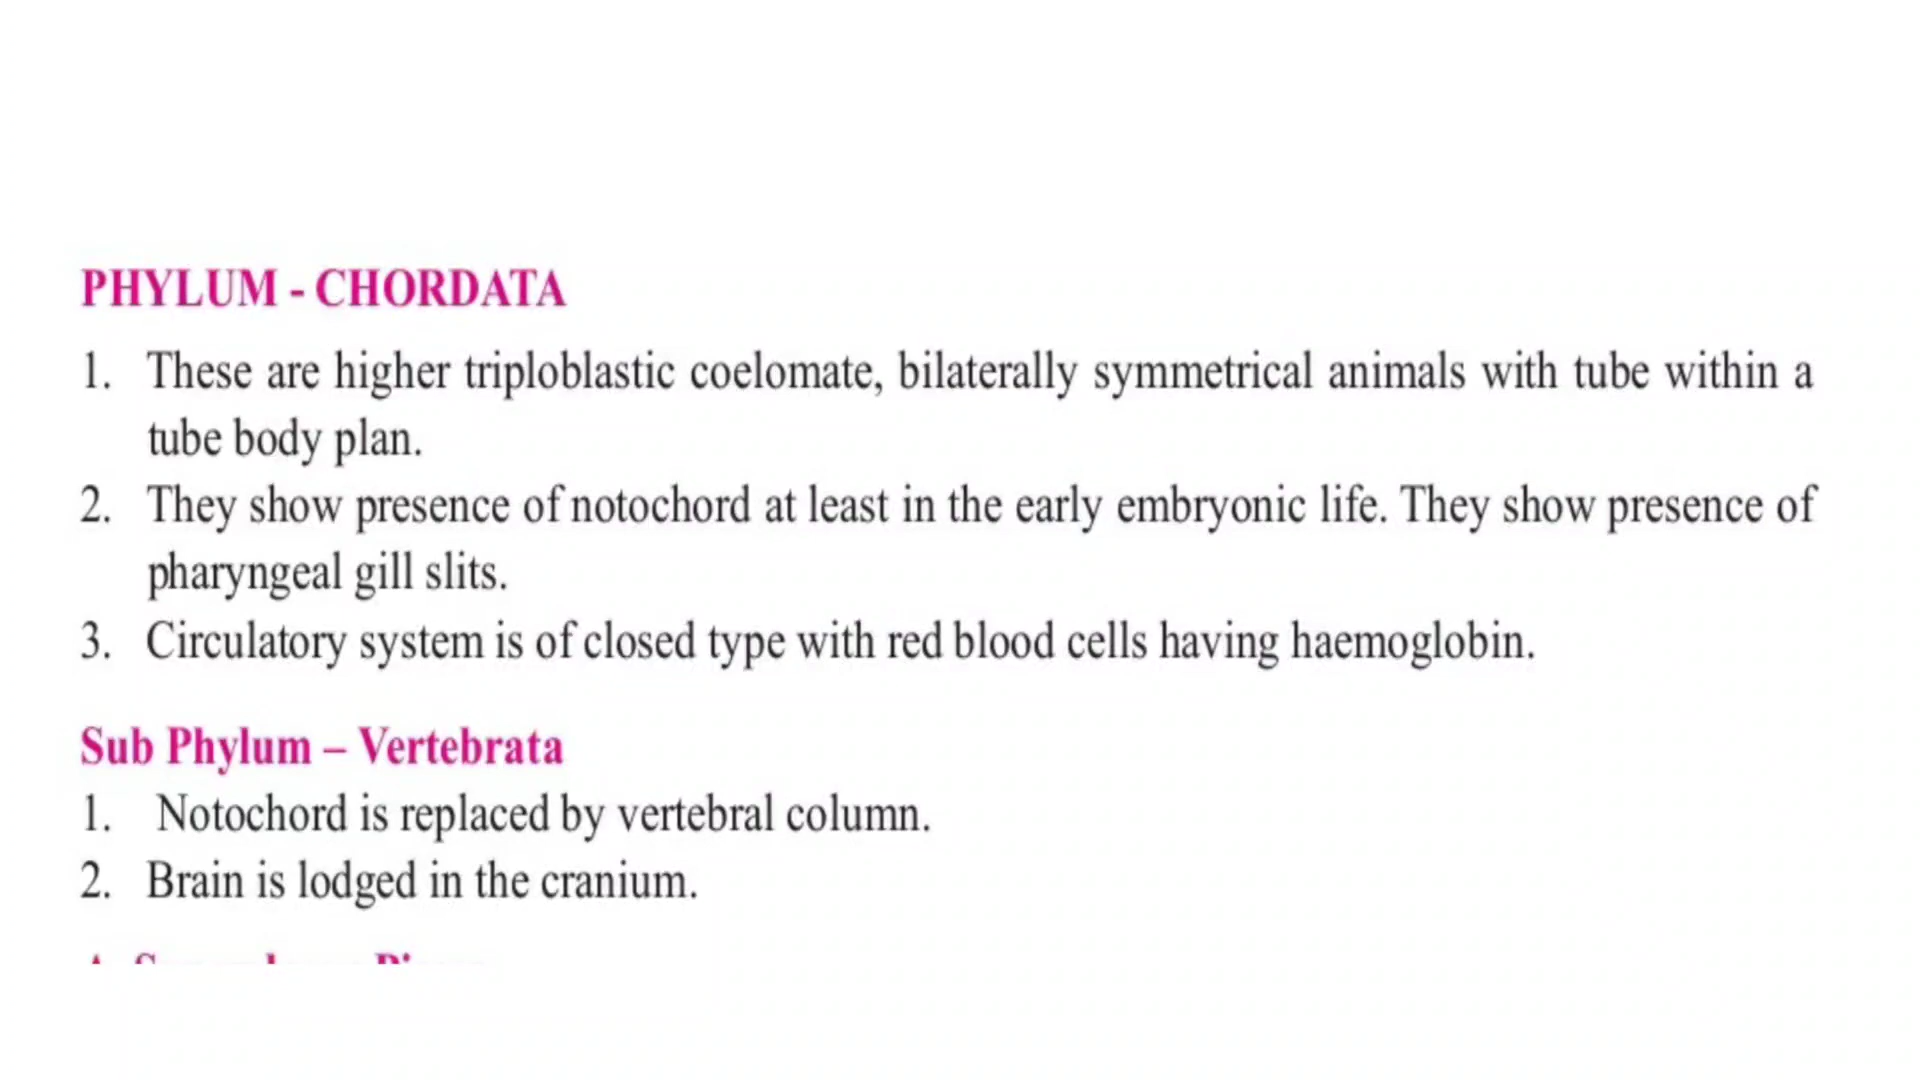 PHYLUM - CHORDATA
1. These are higher triploblastic coelomate, bilaterally symmetrical animals with tube within a
tube body plan.
2. They show presence of notochord at least in the early embryonic life. They show presence of
pharyngeal gill slits.
3. Circulatory system is of closed type with red blood cells having haemoglobin.
Sub Phylum – Vertebrata
1. Notochord is replaced by vertebral column.
2. Brain is lodged in the cranium.